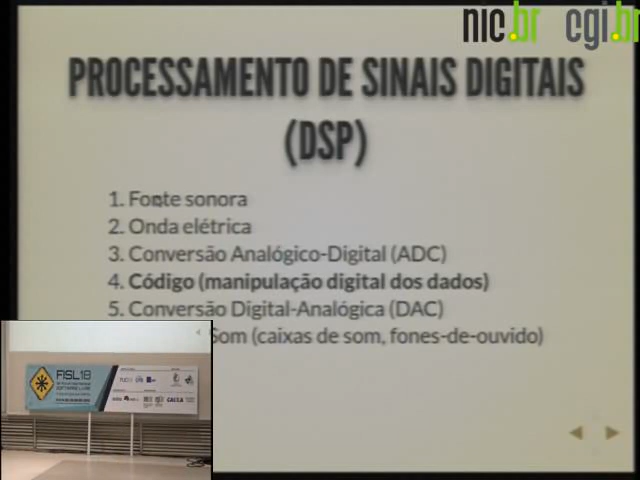 nic.br cgi.br
PROCESSAMENTO DE SINAIS DIGITAIS
(DSP)
1. Fonte sonora
2. Onda elétrica
3. Conversão Analógico-Digital (ADC)
4. Código (manipulação digital dos dados)
5. Conversão Digital-Analógica (DAC)
Som (caixas de som, fones-de-ouvido)
FISL18
SOFTWARE LIVRE